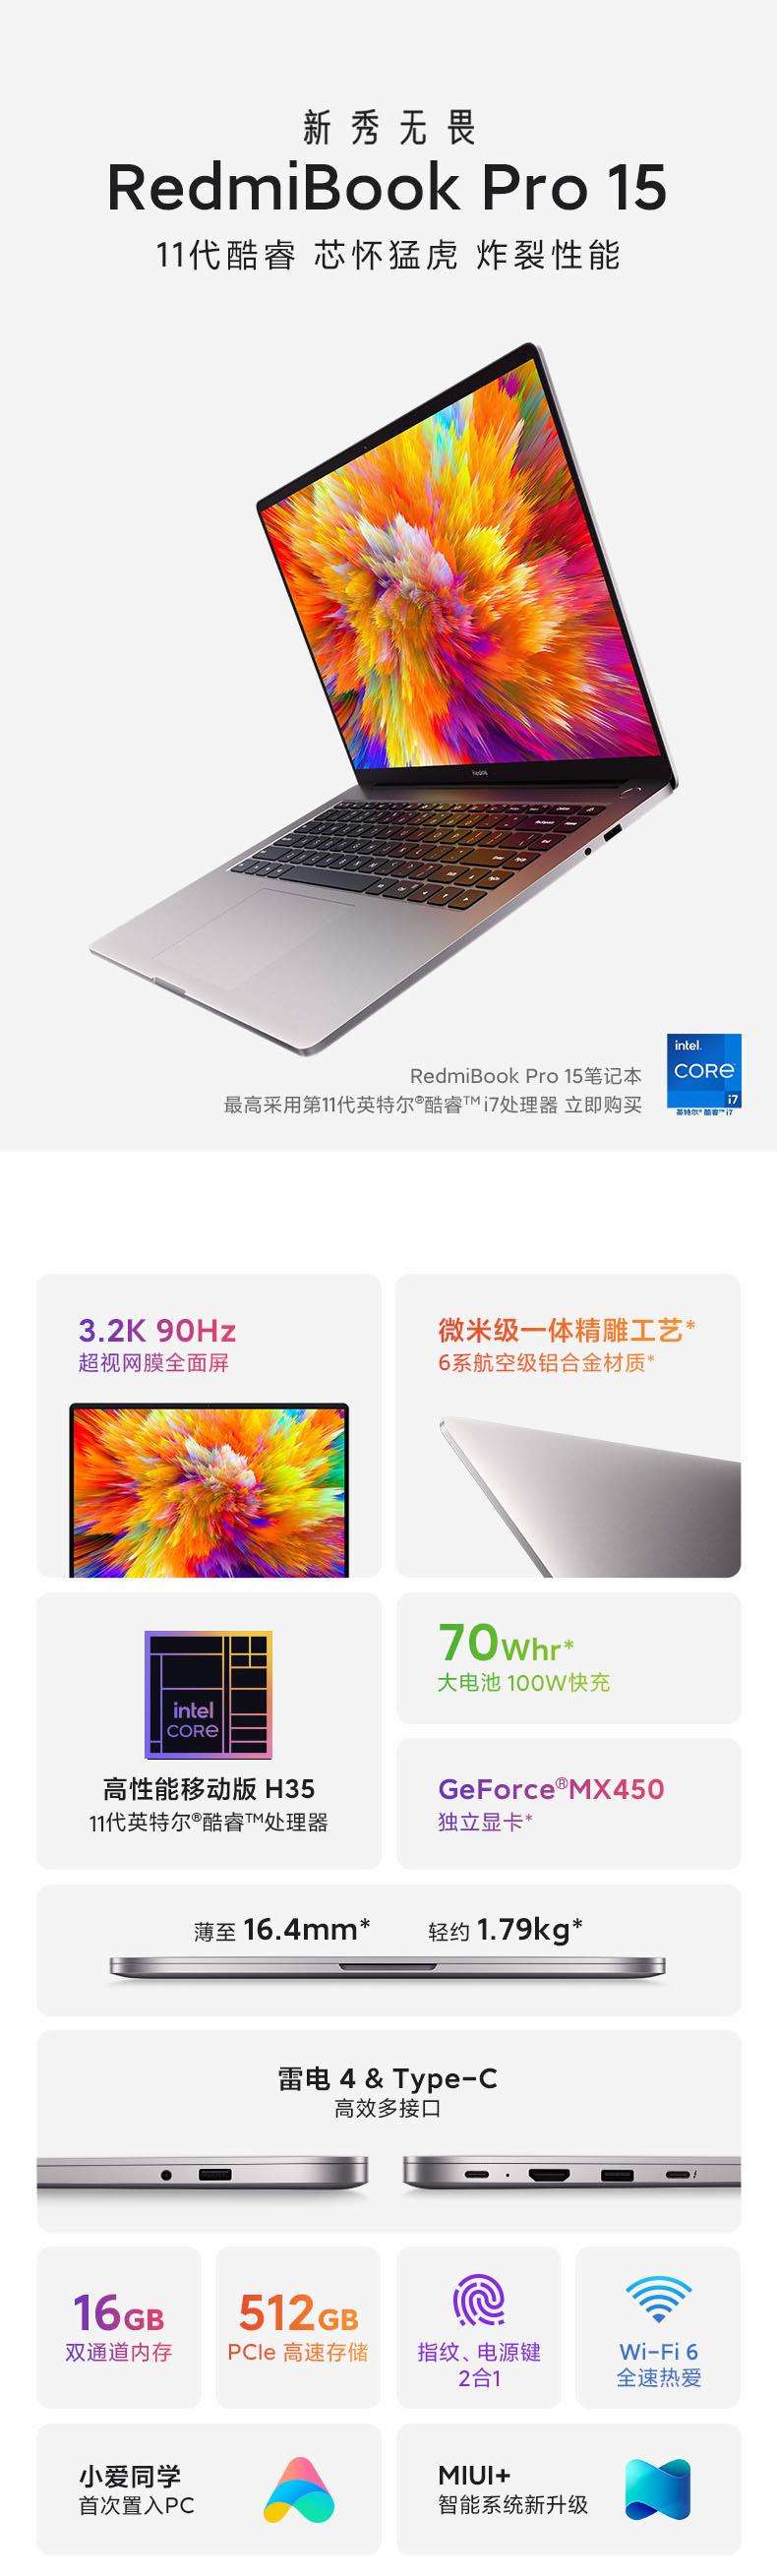 新秀无畏
RedmiBook Pro 15
11代酷睿 芯怀猛虎 炸裂性能
Redmi
RedmiBook Pro 15笔记本
最高采用第11代英特尔®酷睿™ i7处理器 立即购买
intel.
CORE
i7
英特尔® 酷睿™ i7
3.2K 90Hz
超视网膜全面屏
微米级一体精雕工艺*
6系航空级铝合金材质*
intel
CORE
高性能移动版 H35
11代英特尔®酷睿™处理器
70Whr*
大电池 100W快充
GeForce®MX450
独立显卡*
薄至 16.4mm* 轻约 1.79kg*
雷电 4 & Type-C
高效多接口
16GB
双通道内存
512GB
PCIe 高速存储
指纹、电源键
2合1
Wi-Fi 6
全速热爱
小爱同学
首次置入PC
MIUI+
智能系统新升级